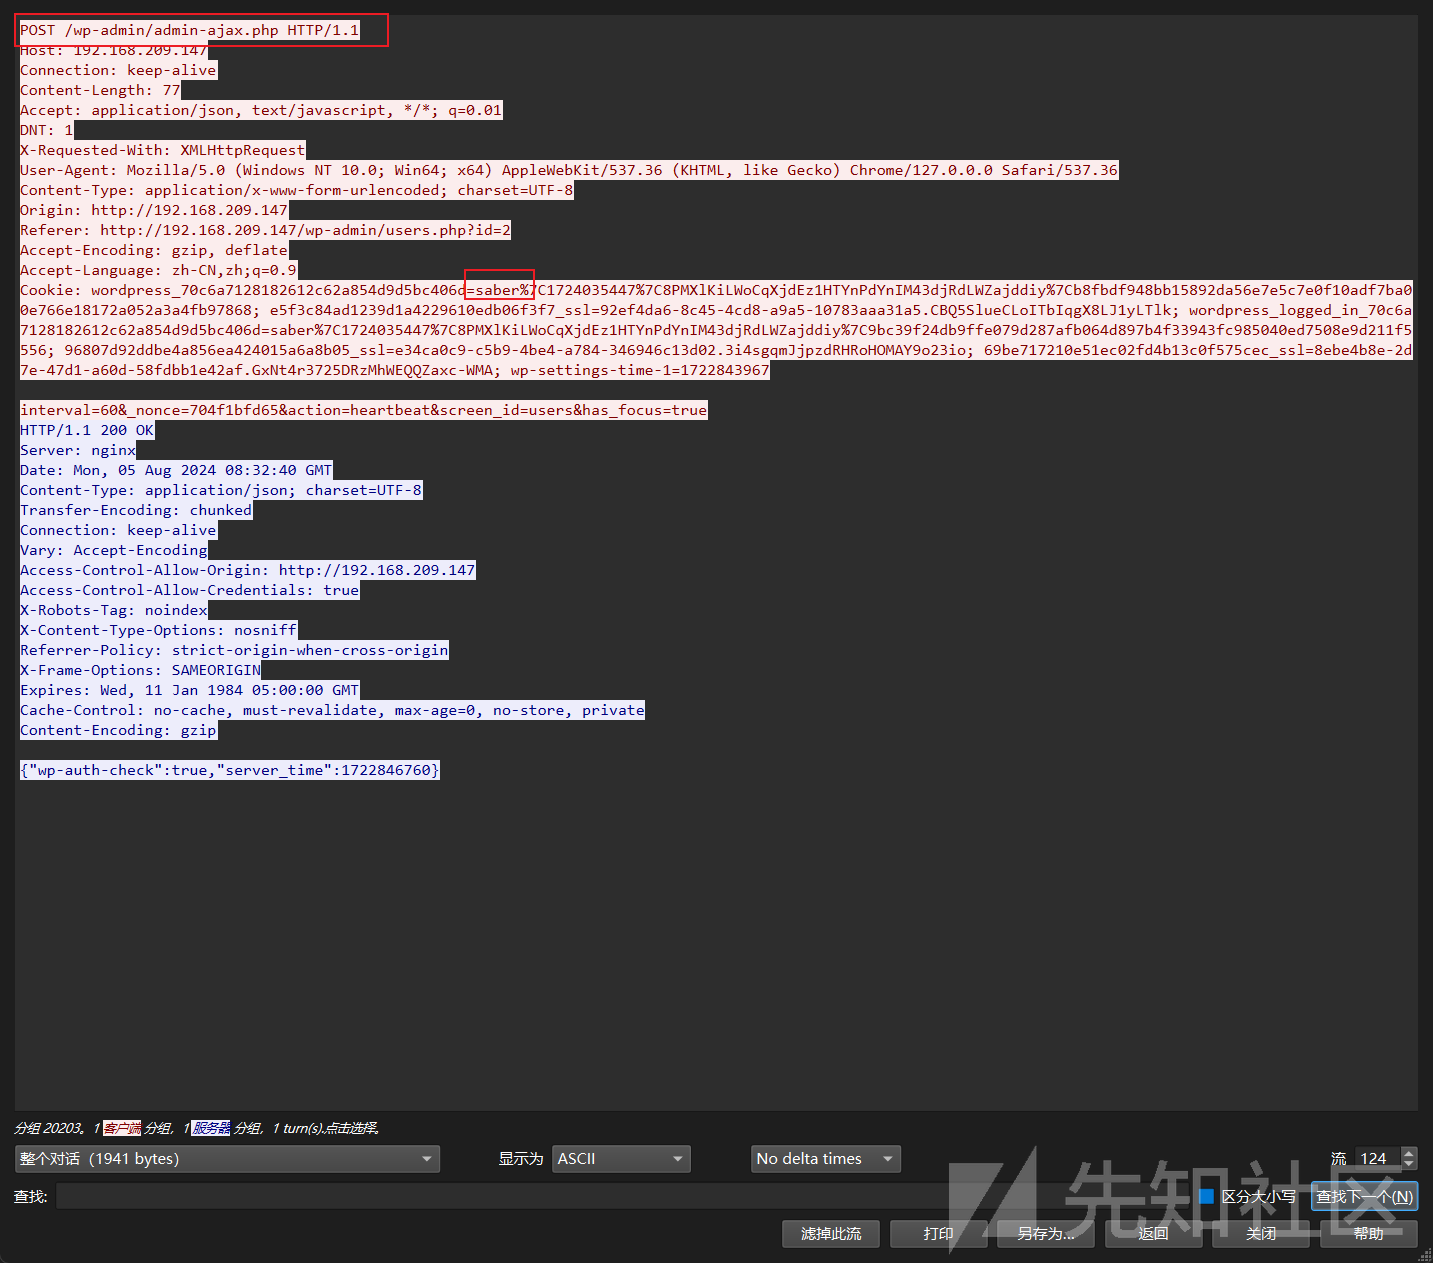 POST /wp-admin/admin-ajax.php HTTP/1.1
Host: 192.168.209.147
Connection: keep-alive
Content-Length: 77
Accept: application/json, text/javascript, */*; q=0.01
DNT: 1
X-Requested-With: XMLHttpRequest
User-Agent: Mozilla/5.0 (Windows NT 10.0; Win64; x64) AppleWebKit/537.36 (KHTML, like Gecko) Chrome/127.0.0.0 Safari/537.36
Content-Type: application/x-www-form-urlencoded; charset=UTF-8
Origin: http://192.168.209.147
Referer: http://192.168.209.147/wp-admin/users.php?id=2
Accept-Encoding: gzip, deflate
Accept-Language: zh-CN,zh;q=0.9
Cookie: wordpress_70c6a7128182612c62a854d9d5bc406d=saber%7C1724035447%7C8PMXlKiLWoCqXjdEz1HTYnPdYnIM43djRdLWZajddiy%7Cb8fbdf948bb15892da56e7e5c7e0f10adf7ba0
0e766e18172a052a3a4fb97868; e5f3c84ad1239d1a4229610edb06f3f7_ssl=92ef4da6-8c45-4cd8-a9a5-10783aaa31a5.CBQ5SlueCLoITbIqgX8LJ1yLTlk; wordpress_logged_in_70c6a
7128182612c62a854d9d5bc406d=saber%7C1724035447%7C8PMXlKiLWoCqXjdEz1HTYnPdYnIM43djRdLWZajddiy%7C9bc39f24db9ffe079d287afb064d897b4f33943fc985040ed7508e9d211f5
556; 96807d92ddbe4a856ea424015a6a8b05_ssl=e34ca0c9-c5b9-4be4-a784-346946c13d02.3i4sgqmJjpzdRHRoHOMAY9o23io; 69be717210e51ec02fd4b13c0f575cec_ssl=8ebe4b8e-2d
7e-47d1-a60d-58fdbb1e42af.GxNt4r3725DRzMhWEQQZaxc-WMA; wp-settings-time-1=1722843967
interval=60&_nonce=704f1bfd65&action=heartbeat&screen_id=users&has_focus=true
HTTP/1.1 200 OK
Server: nginx
Date: Mon, 05 Aug 2024 08:32:40 GMT
Content-Type: application/json; charset=UTF-8
Transfer-Encoding: chunked
Connection: keep-alive
Vary: Accept-Encoding
Access-Control-Allow-Origin: http://192.168.209.147
Access-Control-Allow-Credentials: true
X-Robots-Tag: noindex
X-Content-Type-Options: nosniff
Referrer-Policy: strict-origin-when-cross-origin
X-Frame-Options: SAMEORIGIN
Expires: Wed, 11 Jan 1984 05:00:00 GMT
Cache-Control: no-cache, must-revalidate, max-age=0, no-store, private
Content-Encoding: gzip
{"wp-auth-check":true,"server_time":1722846760}
分组 20203。1 客户端 分组，1 服务器 分组，1 turn(s).点击选择。
整个对话 (1941 bytes) 显示为 ASCII No delta times 流 124
查找: 区分大小写 查找下一个(N)
滤掉此流 打印 另存为... 返回 关闭 帮助
先知社区